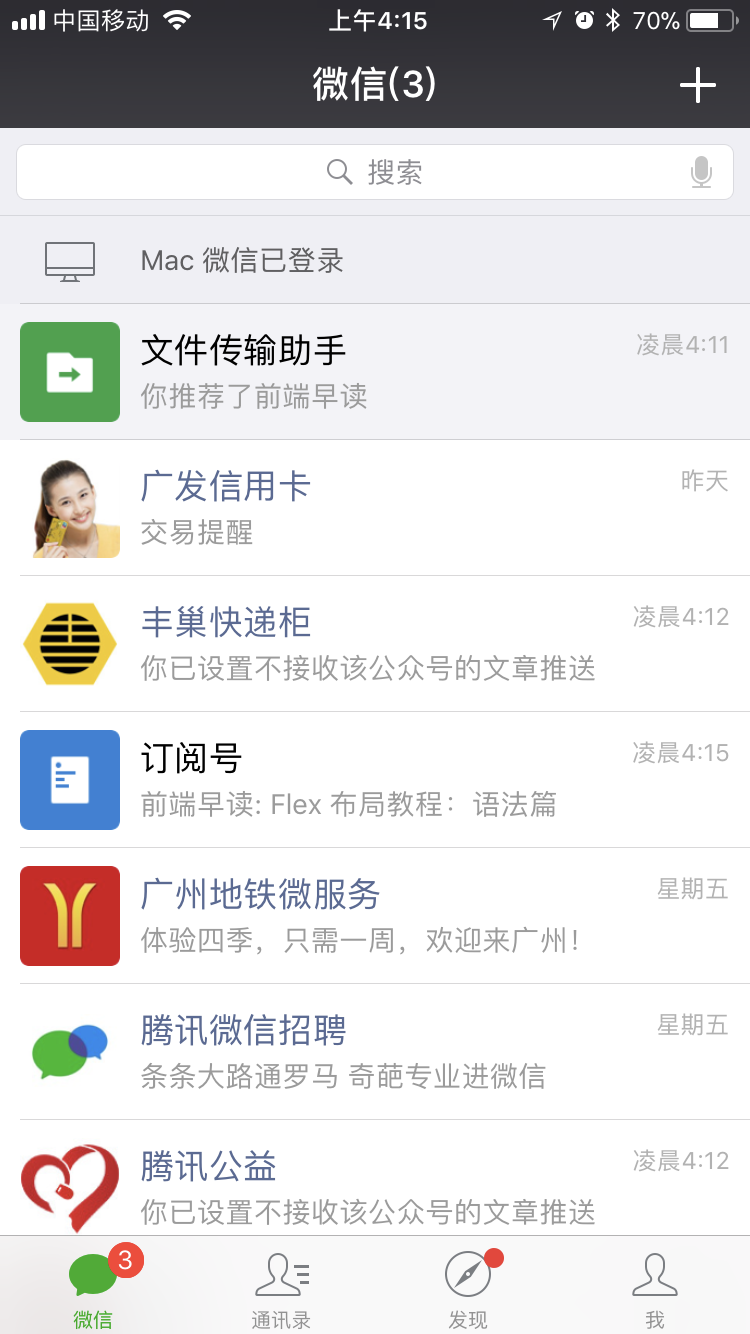 中国移动 上午4:15 70%
微信(3)
搜索
Mac 微信已登录
文件传输助手 凌晨4:11
你推荐了前端早读
广发信用卡 昨天
交易提醒
丰巢快递柜 凌晨4:12
你已设置不接收该公众号的文章推送
订阅号 凌晨4:15
前端早读: Flex 布局教程：语法篇
广州地铁微服务 星期五
体验四季，只需一周，欢迎来广州！
腾讯微信招聘 星期五
条条大路通罗马 奇葩专业进微信
腾讯公益 凌晨4:12
你已设置不接收该公众号的文章推送
3
微信 通讯录 发现 我